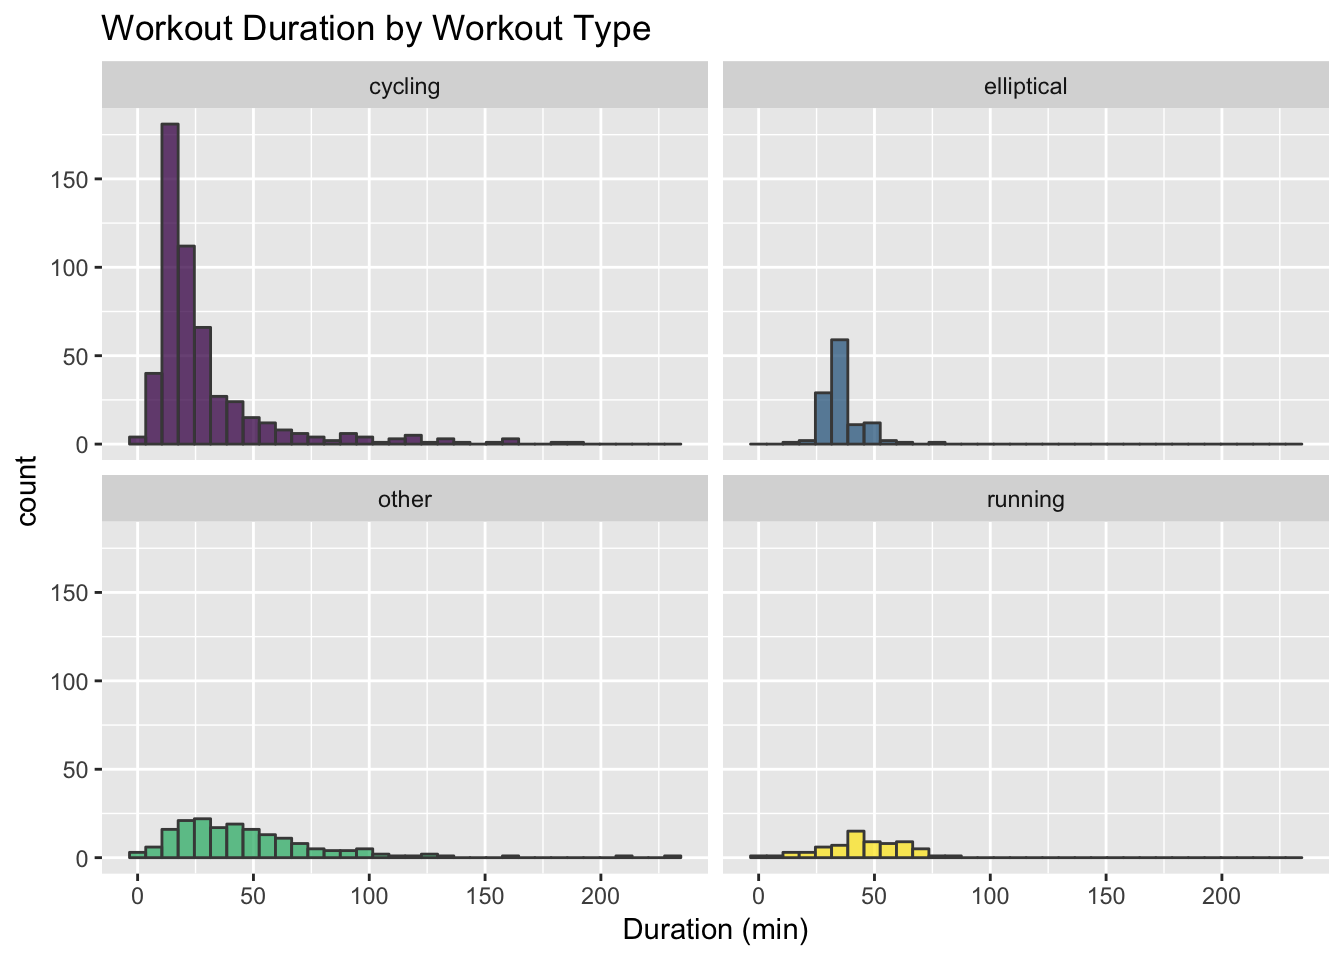 Workout Duration by Workout Type
cycling
elliptical
150
100
50
0
count
other
running
150
100
50
0
0 50 100 150 200
0 50 100 150 200
Duration (min)